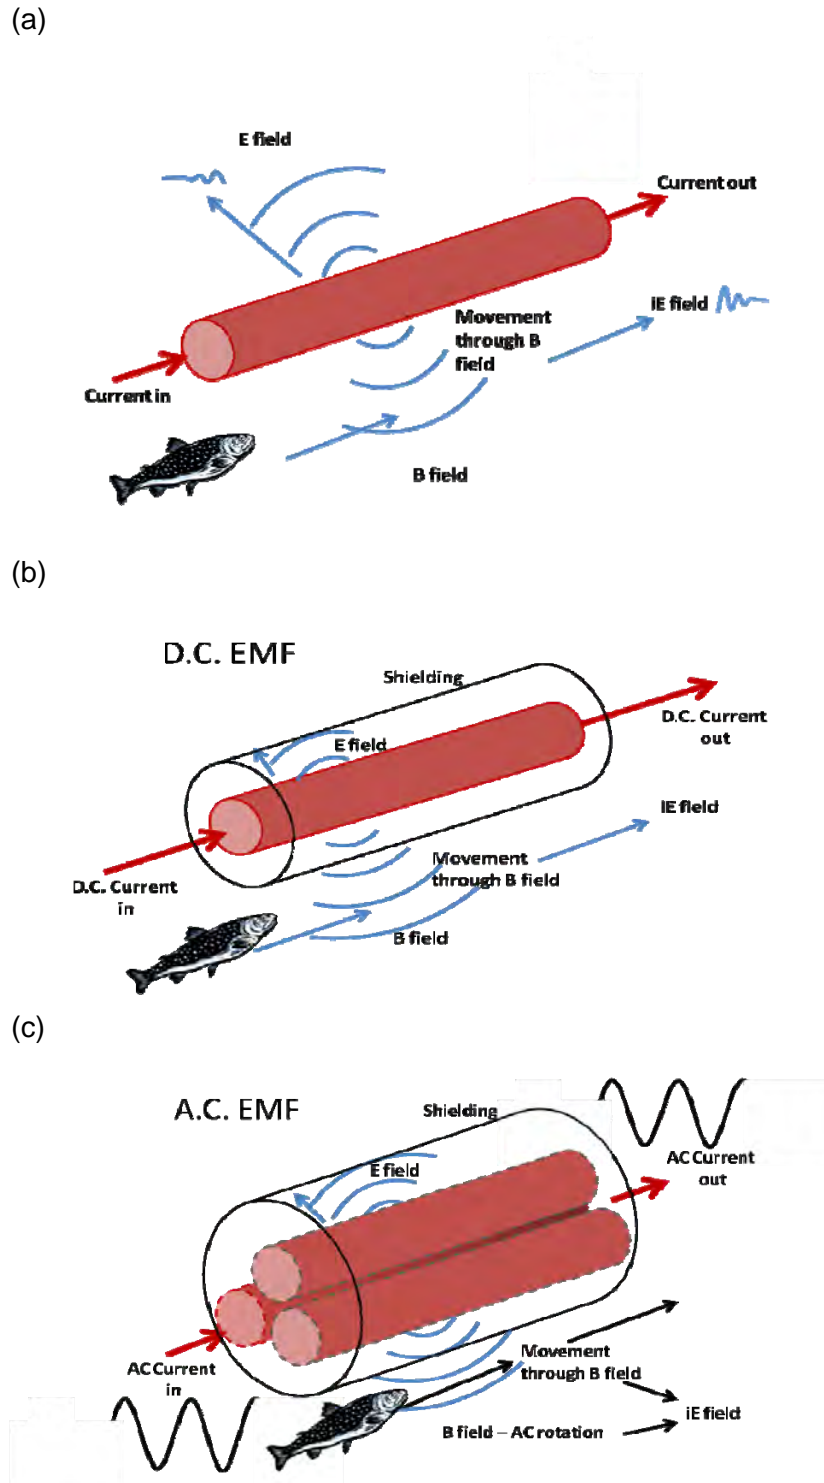 (a)
E field
Current out
iE field
Movement
through B
field
Current in
B field
(b)
D.C. EMF
Shielding
D.C. Current
out
E field
iE field
Movement
through B field
D.C. Current
in
B field
(c)
A.C. EMF
Shielding
AC Current
out
E field
Movement
through B field
AC Current
in
iE field
B field – AC rotation